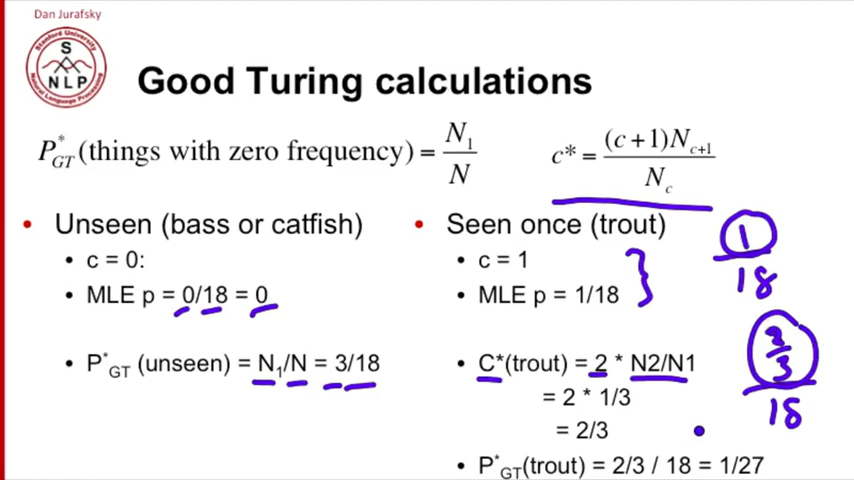 Dan Jurafsky
Stanford University
S
NLP
Natural Language Processing
Good Turing calculations
P*GT(things with zero frequency) = N1/N
c* = (c+1)Nc+1/Nc
• Unseen (bass or catfish)
• c = 0:
• MLE p = 0/18 = 0
• P*GT (unseen) = N1/N = 3/18
• Seen once (trout)
• c = 1
• MLE p = 1/18
1
18
• C*(trout) = 2 * N2/N1
= 2 * 1/3
= 2/3
2
3
18
• P*GT(trout) = 2/3 / 18 = 1/27